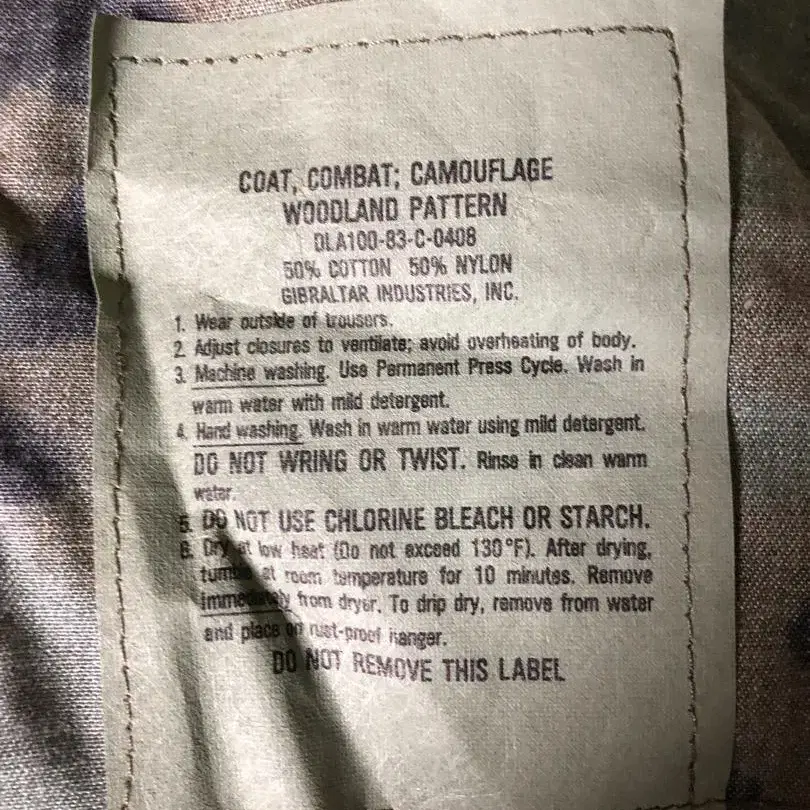 COAT, COMBAT; CAMOUFLAGE
WOODLAND PATTERN
DLA100-83-C-0408
50% COTTON 50% NYLON
GIBRALTAR INDUSTRIES, INC.
1. Wear outside of trousers.
2. Adjust closures to ventilate; avoid overheating of body.
3. Machine washing. Use Permanent Press Cycle. Wash in
warm water with mild detergent.
4. Hand washing. Wash in warm water using mild detergent.
DO NOT WRING OR TWIST. Rinse in clean warm
water.
5. DO NOT USE CHLORINE BLEACH OR STARCH.
6. Dry at low heat (Do not exceed 130°F). After drying,
tumble at room temperature for 10 minutes. Remove
immediately from dryer. To drip dry, remove from water
and place on rust-proof hanger.
DO NOT REMOVE THIS LABEL